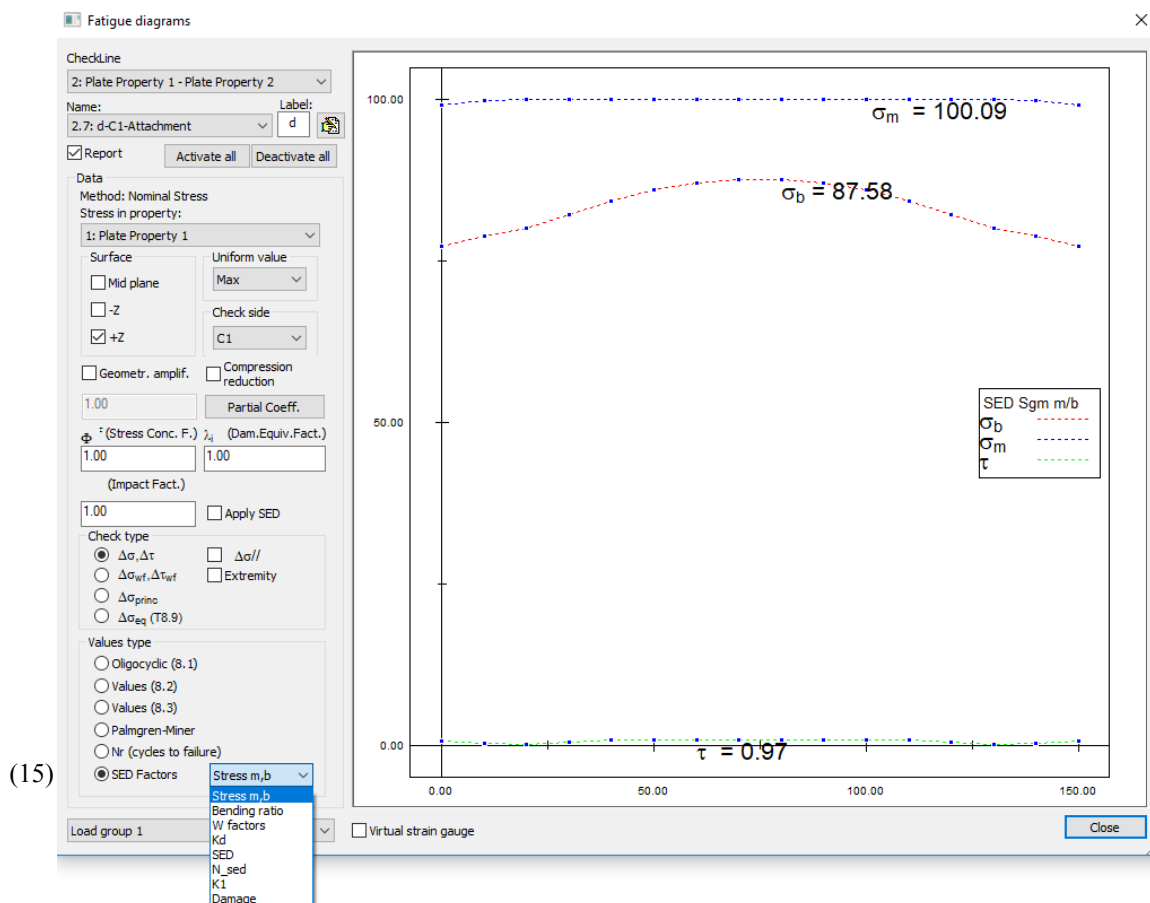 Fatigue diagrams
CheckLine
2: Plate Property 1 - Plate Property 2
Name:
Label:
2.7: d-C1-Attachment
d
Report
Activate all
Deactivate all
Data
Method: Nominal Stress
Stress in property:
1: Plate Property 1
Surface
Mid plane
-Z
+Z
Uniform value
Max
Check side
C1
Geometr. amplif.
Compression
reduction
1.00
Partial Coeff.
Φ (Stress Conc. F.)
λi (Dam.Equiv.Fact.)
1.00
1.00
(Impact Fact.)
1.00
Apply SED
Check type
Δσ,Δτ
Δσ//
Δσwf,Δτwf
Extremity
Δσprinc
Δσeq (T8.9)
Values type
Oligocyclic (8.1)
Values (8.2)
Values (8.3)
Palmgren-Miner
Nr (cycles to failure)
(15)
SED Factors
Stress m,b
Stress m,b
Bending ratio
W factors
Kd
SED
N_sed
K1
Damage
Load group 1
Virtual strain gauge
Close
100.00
50.00
0.00
σm = 100.09
σb = 87.58
τ = 0.97
SED Sgm m/b
σb
σm
τ
0.00
50.00
100.00
150.00